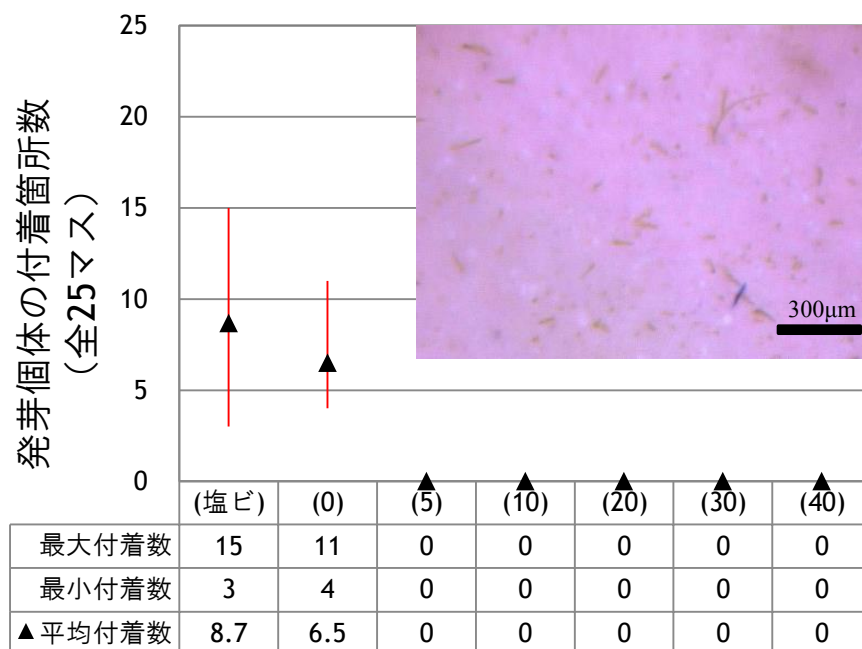 発芽個体の付着箇所数
（全25マス）
25
20
15
10
5
0
300μm
(塩ビ) (0) (5) (10) (20) (30) (40)
最大付着数 15 11 0 0 0 0 0
最小付着数 3 4 0 0 0 0 0
▲平均付着数 8.7 6.5 0 0 0 0 0